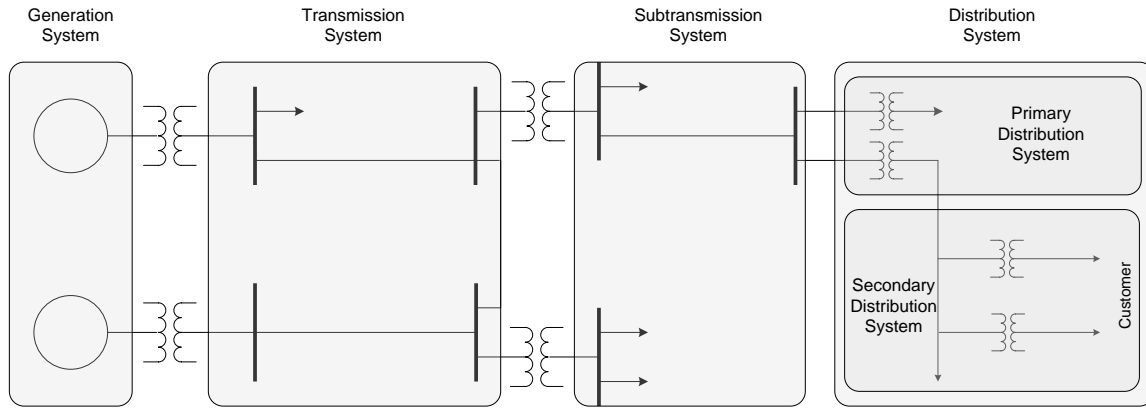 Generation
System
Transmission
System
Subtransmission
System
Distribution
System
Primary
Distribution
System
Secondary
Distribution
System
Customer